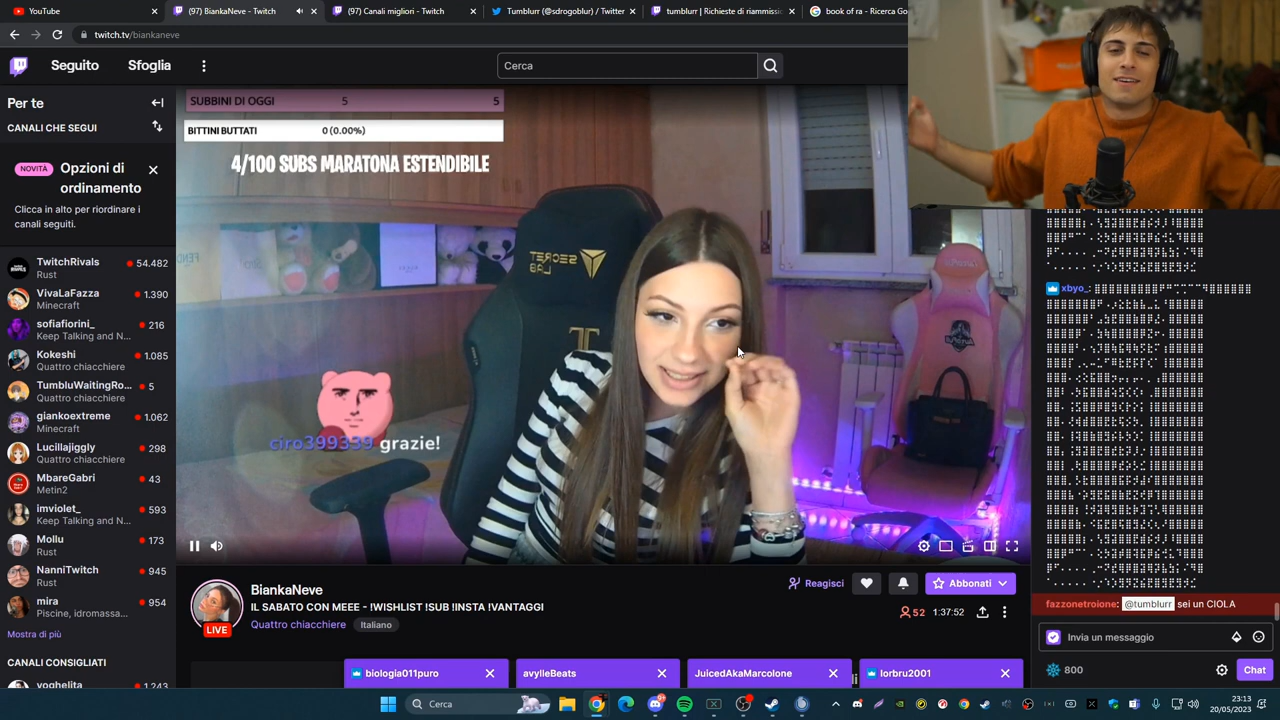 YouTube
(97) BiankaNeve - Twitch
(97) Canali migliori - Twitch
Tumblurr (@sdrogoblur) / Twitter
tumblurr | Richieste di riammissio
book of ra - Ricerca Go
twitch.tv/biankaneve
Seguito
Sfoglia
Cerca
Per te
CANALI CHE SEGUI
NOVITÀ
Opzioni di
ordinamento
Clicca in alto per riordinare i
canali seguiti.
TwitchRivals 54.482
Rust
VivaLaFazza 1.390
Minecraft
sofiafiorini_ 216
Keep Talking and N...
Kokeshi 1.085
Quattro chiacchiere
TumbluWaitingRo... 5
Quattro chiacchiere
giankoextreme 1.062
Minecraft
Lucillajiggly 298
Quattro chiacchiere
MbareGabri 43
Metin2
imviolet_ 593
Keep Talking and N...
Mollu 173
Rust
NanniTwitch 945
Rust
mira 954
Piscine, idromassa...
Mostra di più
CANALI CONSIGLIATI
yoghelita 1.243
SUBBINI DI OGGI 5 5
BITTINI BUTTATI 0 (0.00%)
4/100 SUBS MARATONA ESTENDIBILE
SECRET
LAB
ciro399339 grazie!
BiankaNeve
IL SABATO CON MEEE - !WISHLIST !SUB !INSTA !VANTAGGI
Quattro chiacchiere Italiano
LIVE
Reagisci
Abbonati
52 1:37:52
biologia011puro
avylleBeats
JuicedAkaMarcolone
lorbru2001
xbyo_:
fazzonetroione: @tumblurr sei un CIOLA
Invia un messaggio
800
Chat
Cerca
23:13
20/05/2023